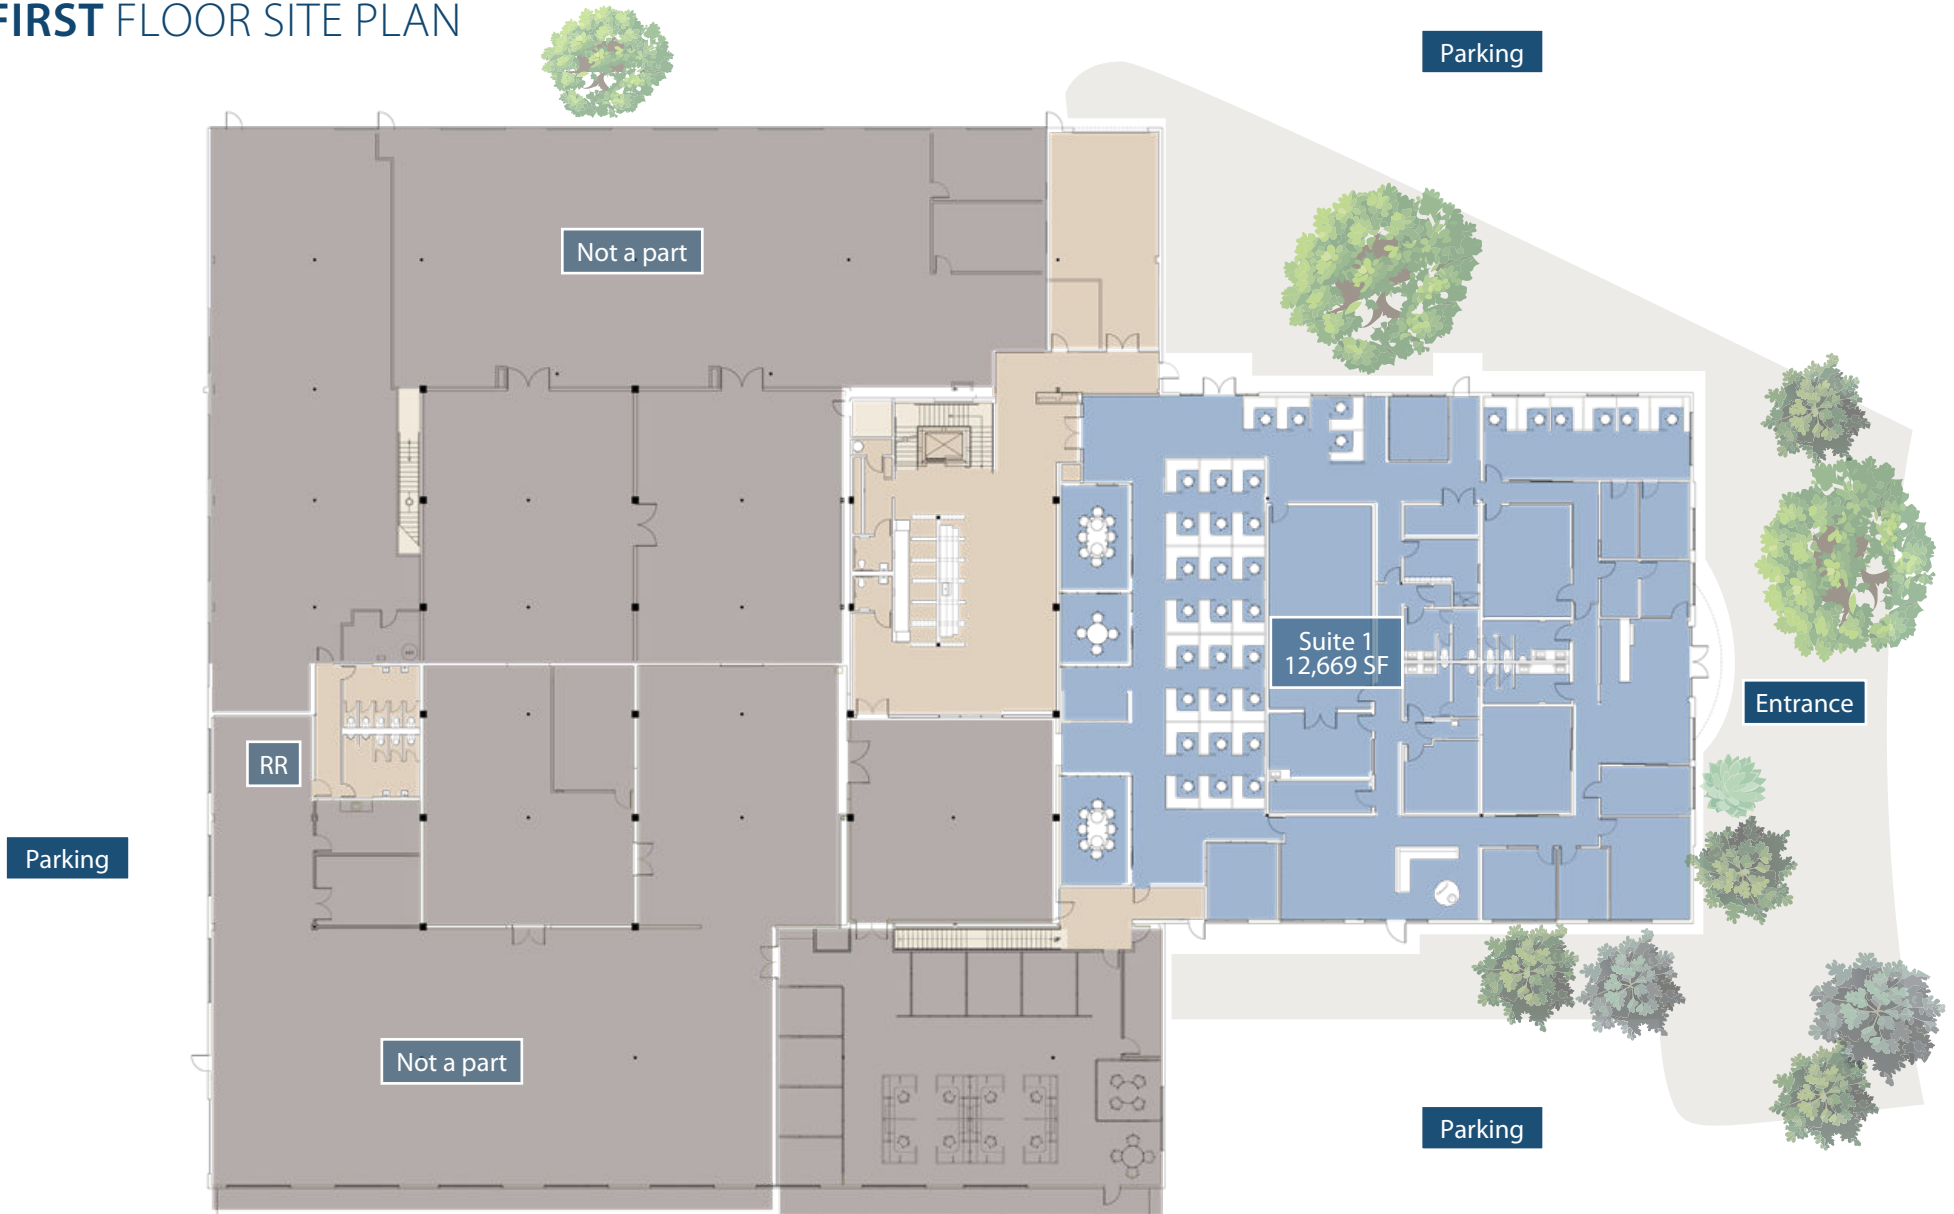 FIRST FLOOR SITE PLAN
Parking
Not a part
Suite 1
12,669 SF
Entrance
RR
Parking
Not a part
Parking